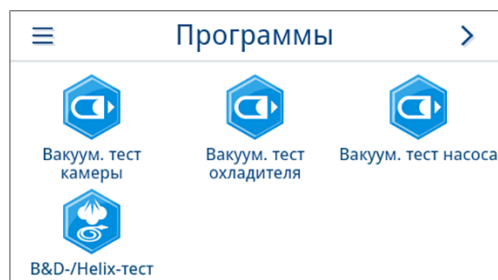 Программы
Вакуум. тест
камеры
Вакуум. тест
охладителя
Вакуум. тест насоса
B&D-/Helix-тест